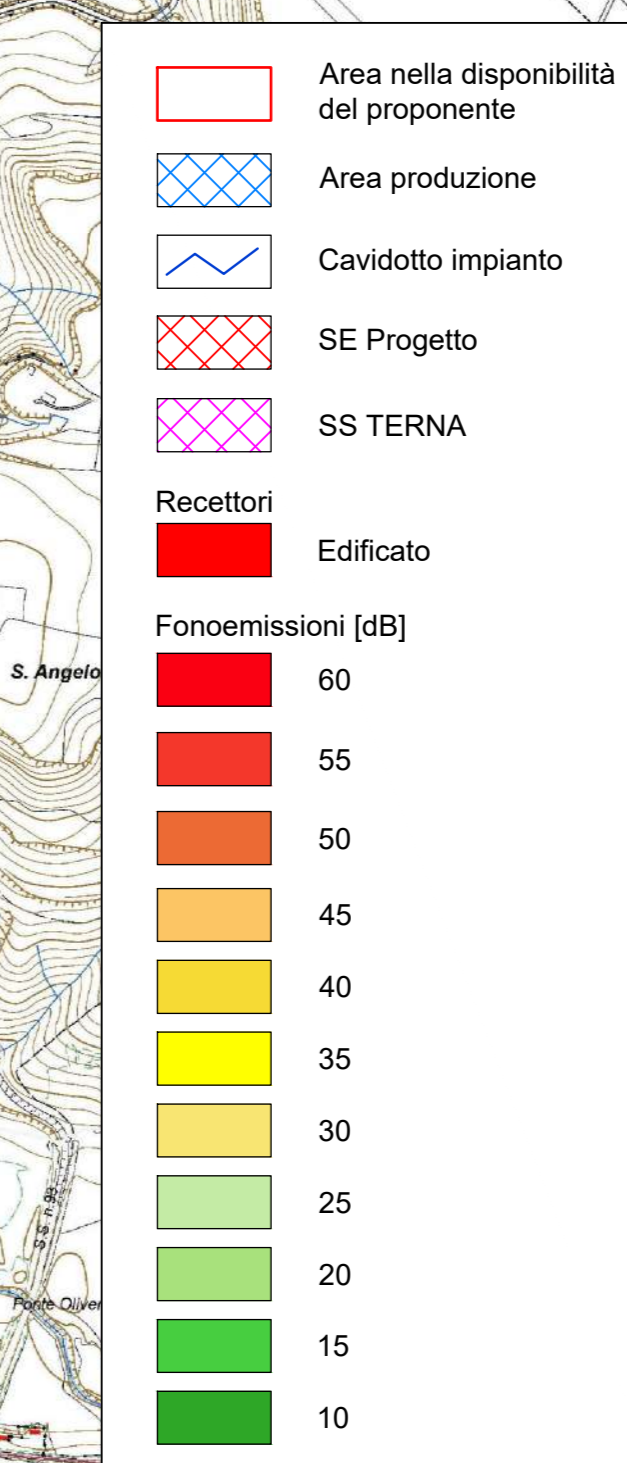 Area nella disponibilità
del proponente
Area produzione
Cavidotto impianto
SE Progetto
SS TERNA
Recettori
Edificato
Fonoemissioni [dB]
S. Angelo
60
55
50
45
40
35
30
25
S.S. n.93
20
Ponte Oliver
15
10